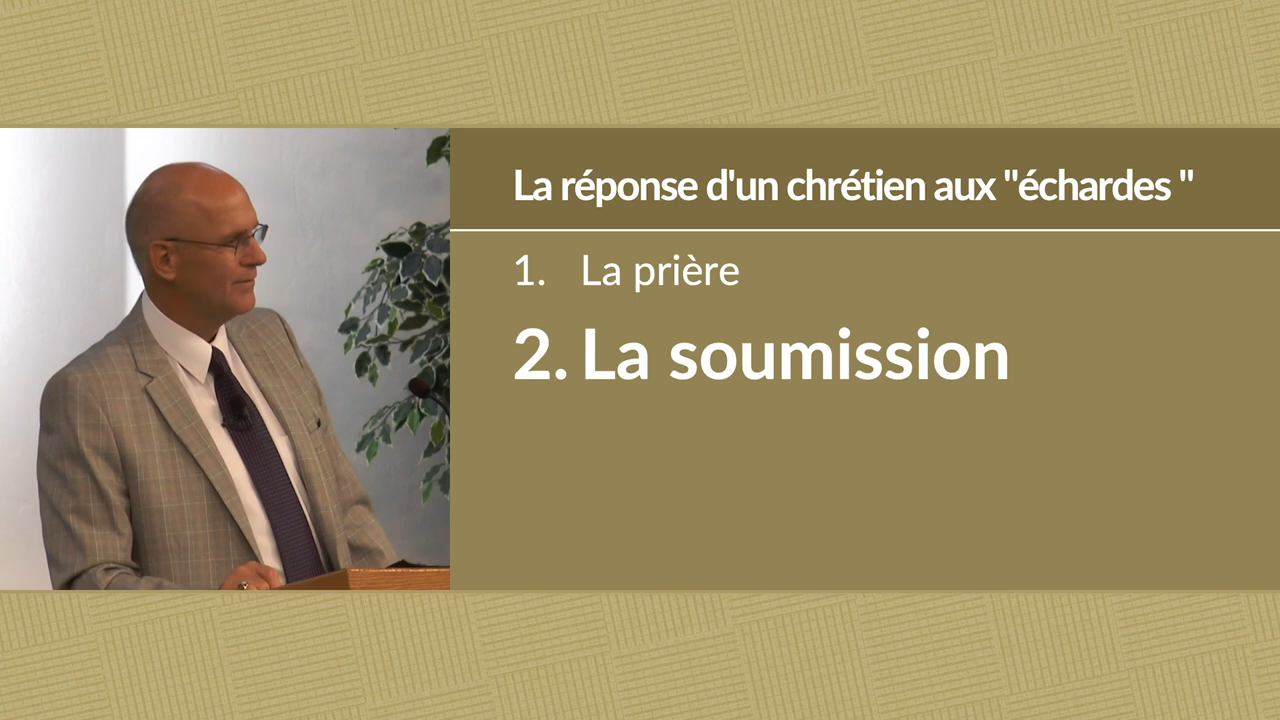 La réponse d'un chrétien aux "échardes "
1. La prière
2. La soumission